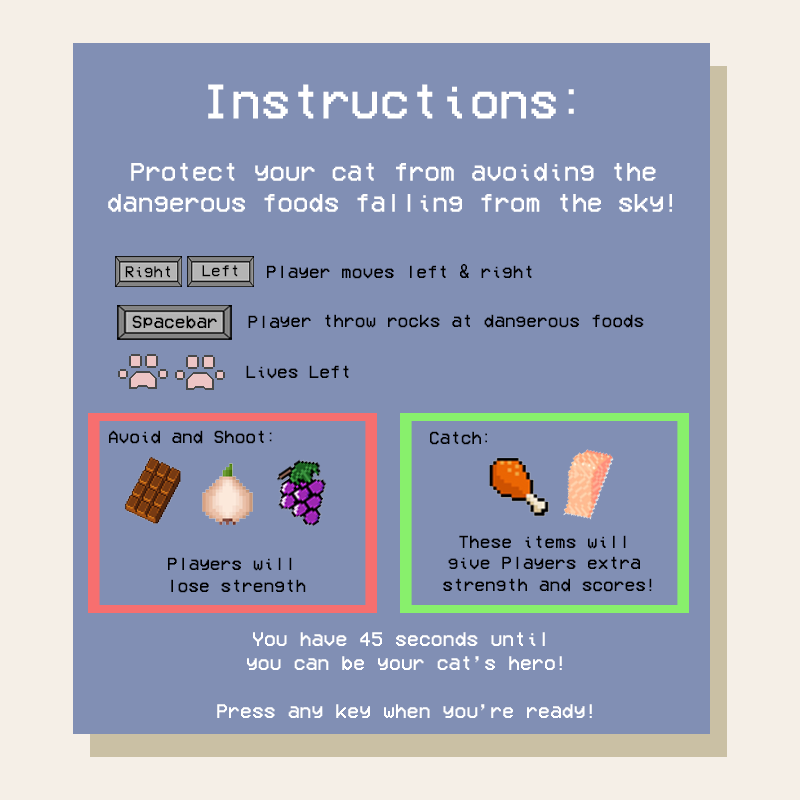 Instructions:
Protect your cat from avoiding the
dangerous foods falling from the sky!
Right Left Player moves left & right
Spacebar Player throw rocks at dangerous foods
Lives Left
Avoid and Shoot:
Players will
lose strength
Catch:
These items will
give Players extra
strength and scores!
You have 45 seconds until
you can be your cat's hero!
Press any key when you're ready!